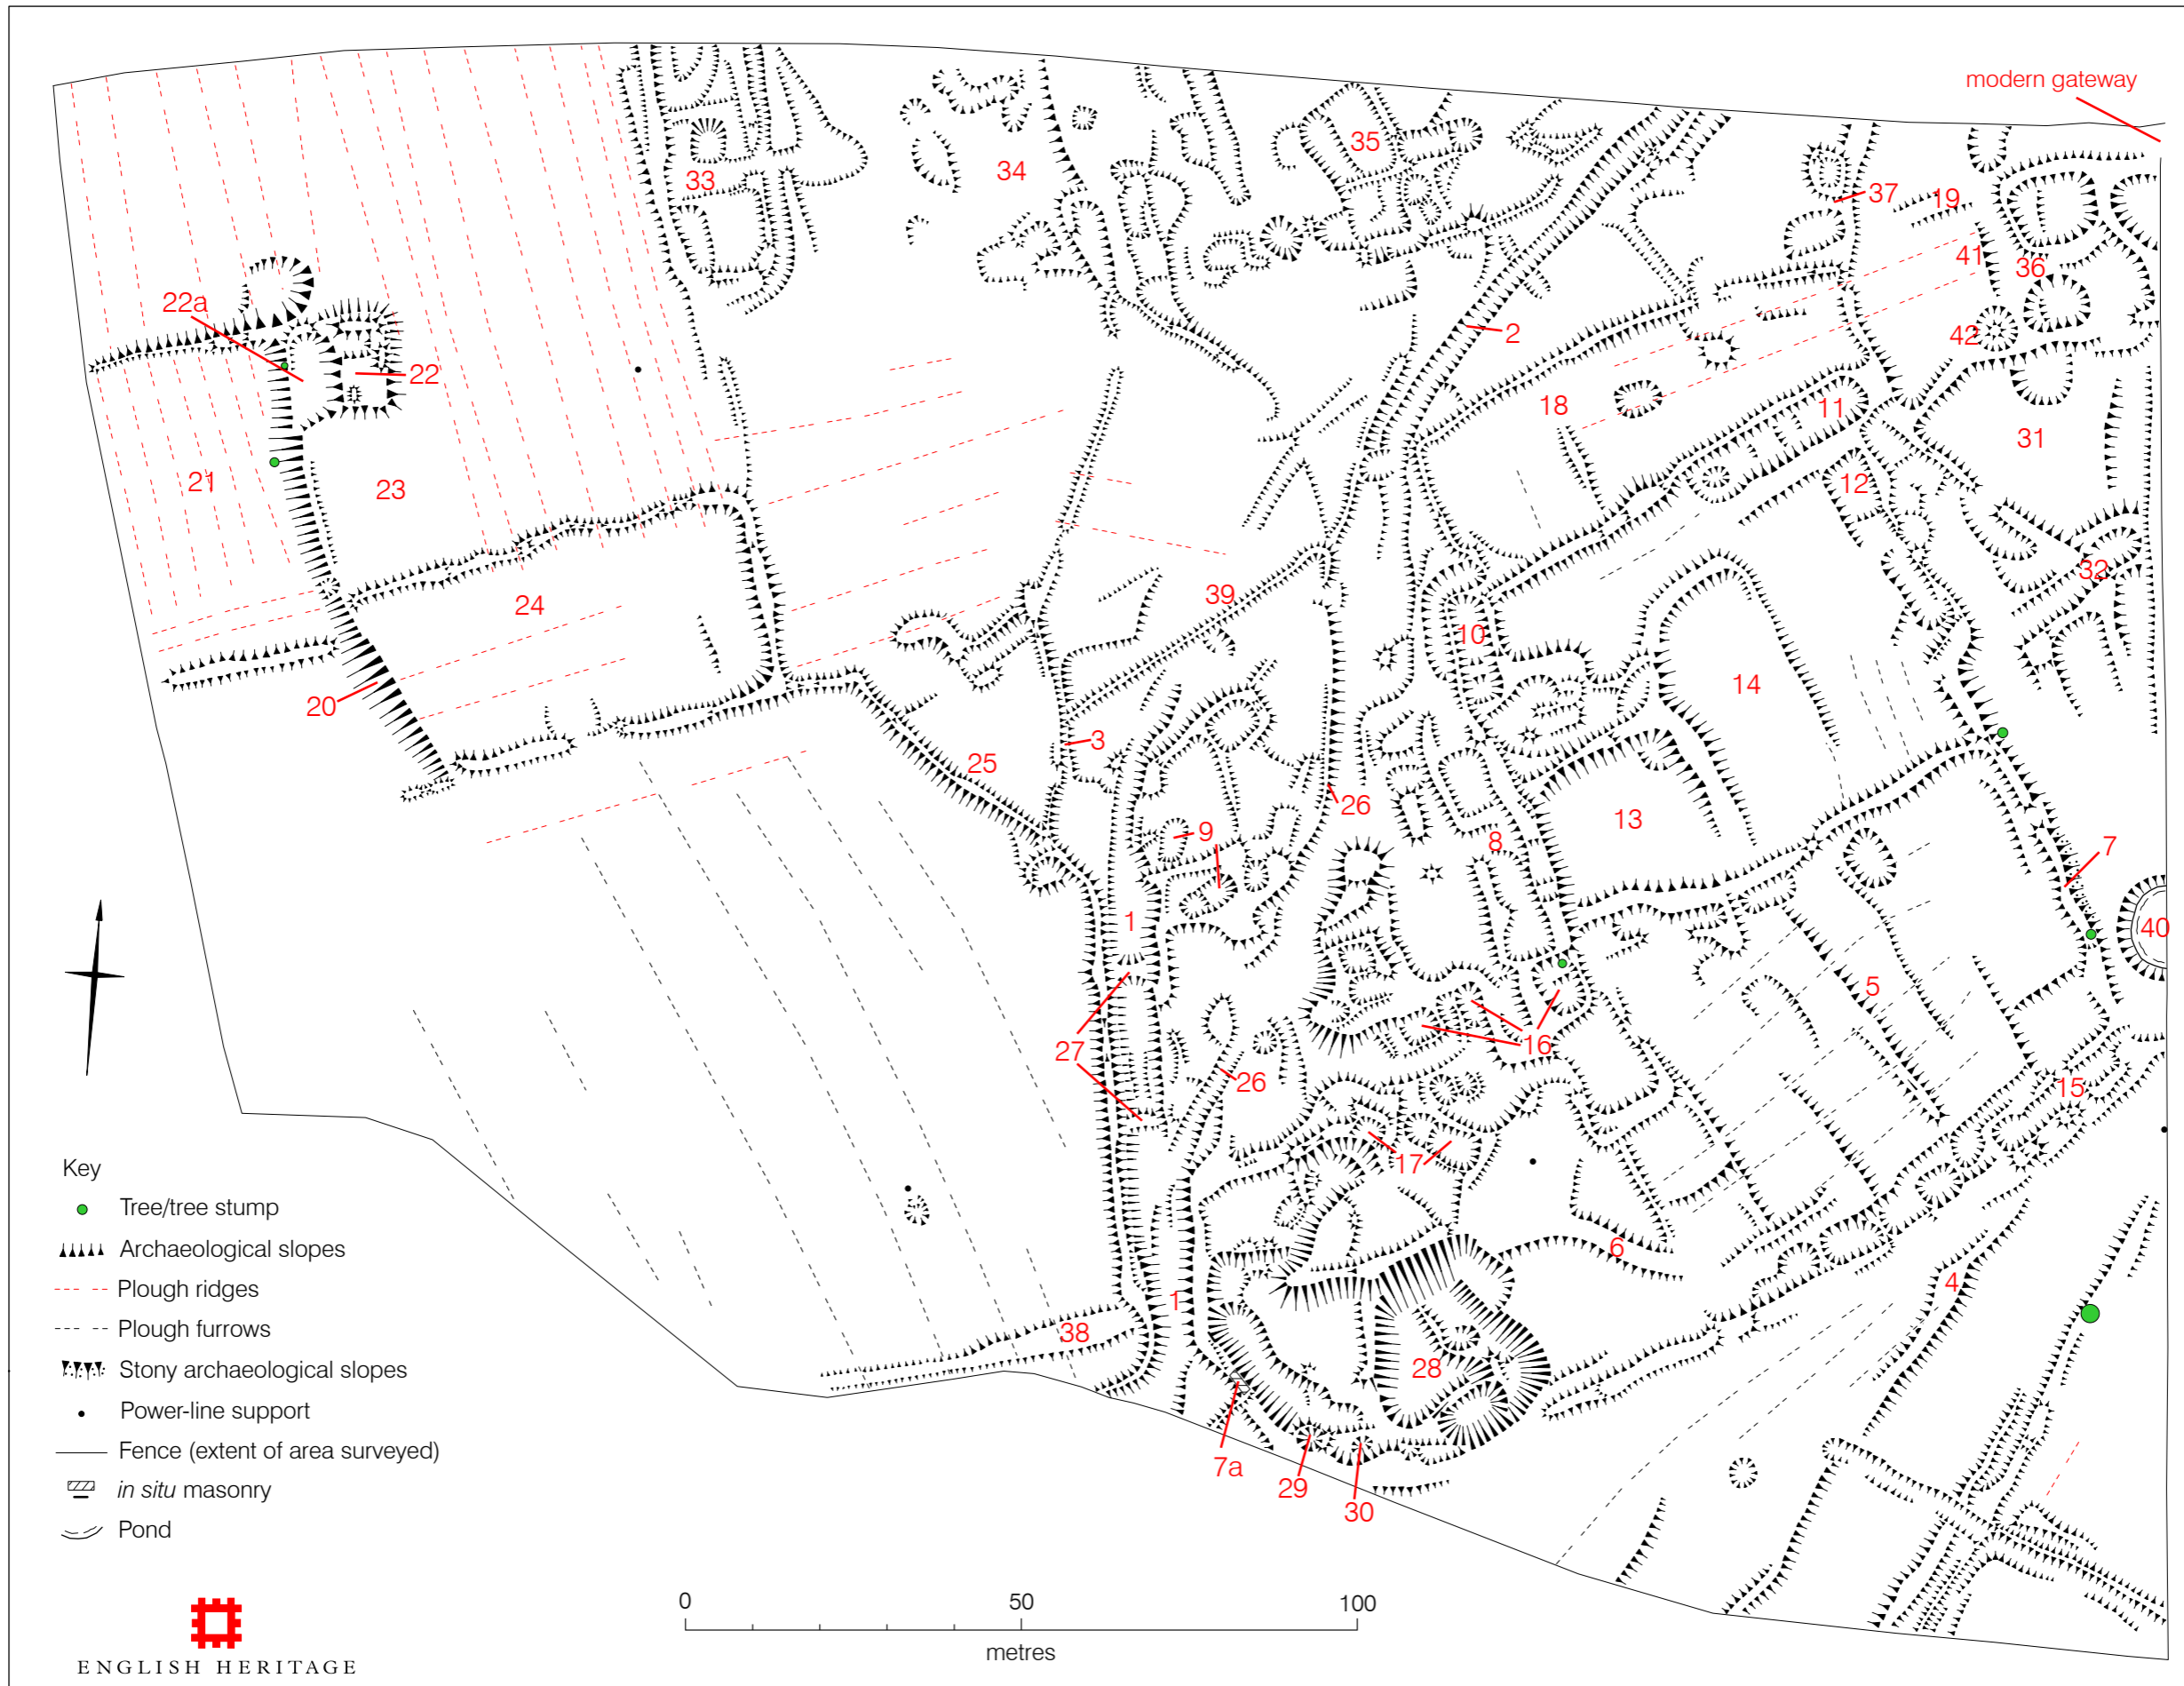 modern gateway
35
33
34
37
19
41
36
22a
2
42
22
18
11
31
21
23
12
32
24
39
10
14
20
3
25
26
13
9
8
7
1
40
5
27
16
26
15
17
6
4
1
38
28
7a
29
30
Key
Tree/tree stump
Archaeological slopes
Plough ridges
Plough furrows
Stony archaeological slopes
Power-line support
Fence (extent of area surveyed)
in situ masonry
Pond
0 50 100
metres
ENGLISH HERITAGE